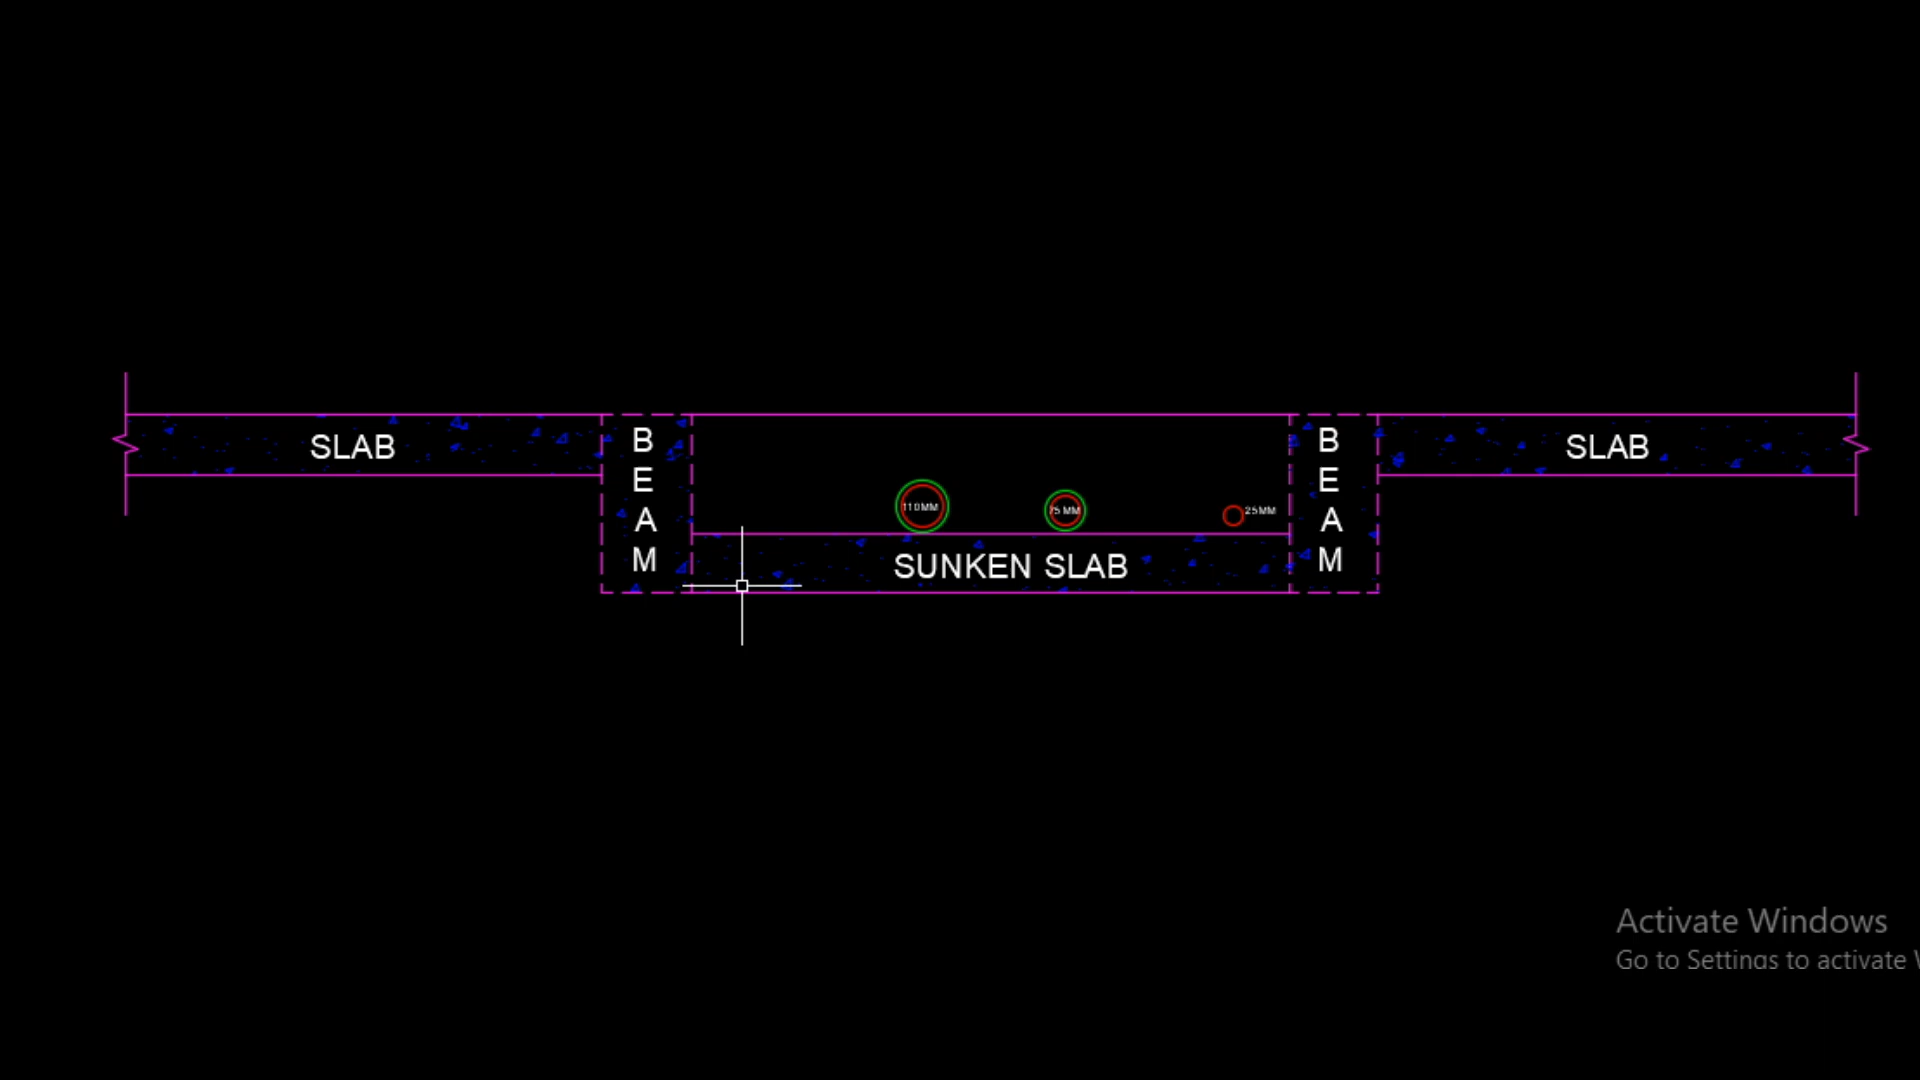 SLAB
B
E
A
M
110MM
75 MM
25MM
SUNKEN SLAB
B
E
A
M
SLAB
Activate Windows
Go to Settings to activate